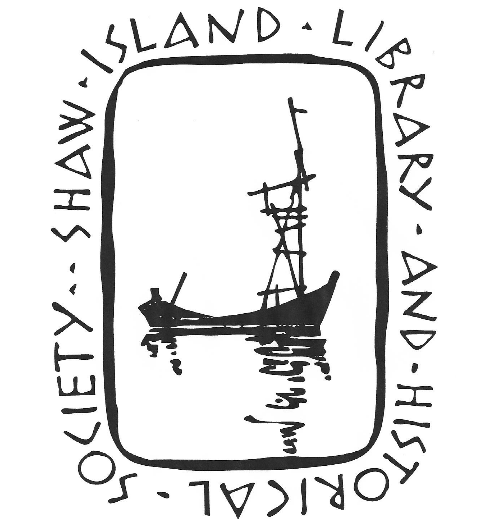 SHAW · ISLAND · LIBRARY · AND · HISTORICAL · SOCIETY · ·